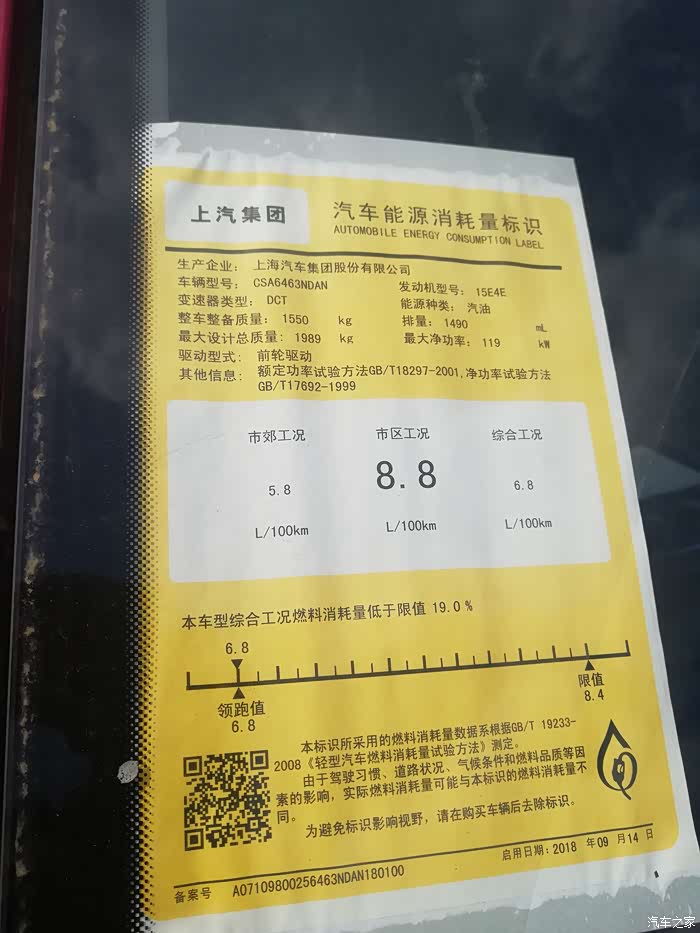 上汽集团
汽车能源消耗量标识
AUTOMOBILE ENERGY CONSUMPTION LABEL
生产企业： 上海汽车集团股份有限公司
车辆型号： CSA6463NDAN 发动机型号： 15E4E
变速器类型： DCT 能源种类： 汽油
整车整备质量： 1550 kg 排量： 1490 mL
最大设计总质量： 1989 kg 最大净功率： 119 kW
驱动型式： 前轮驱动
其他信息： 额定功率试验方法GB/T18297-2001,净功率试验方法
GB/T17692-1999
市郊工况 市区工况 综合工况
5.8 8.8 6.8
L/100km L/100km L/100km
本车型综合工况燃料消耗量低于限值 19.0 %
6.8
领跑值 限值
6.8 8.4
本标识所采用的燃料消耗量数据系根据GB/T 19233-
2008《轻型汽车燃料消耗量试验方法》测定。
由于驾驶习惯、道路状况、气候条件和燃料品质等因
素的影响，实际燃料消耗量可能与本标识的燃料消耗量不
同。
为避免标识影响视野，请在购买车辆后去除标识。
备案号 A07109800256463NDAN180100 启用日期：2018 年09 月14 日
汽车之家